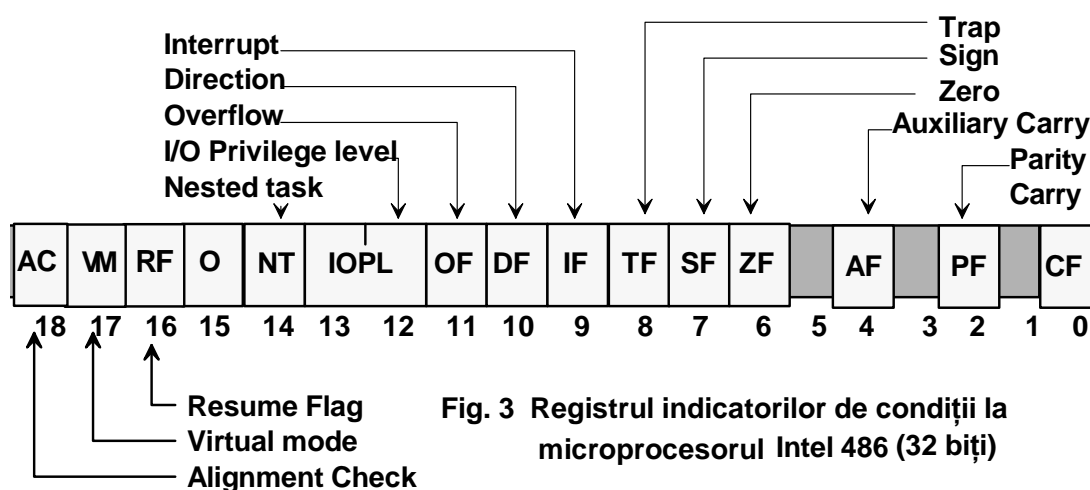 Interrupt
Direction
Overflow
I/O Privilege level
Nested task
Trap
Sign
Zero
Auxiliary Carry
Parity
Carry
AC VM RF O NT IOPL OF DF IF TF SF ZF AF PF CF
18 17 16 15 14 13 12 11 10 9 8 7 6 5 4 3 2 1 0
Resume Flag
Virtual mode
Alignment Check
Fig. 3 Registrul indicatorilor de condiții la
microprocesorul Intel 486 (32 biți)